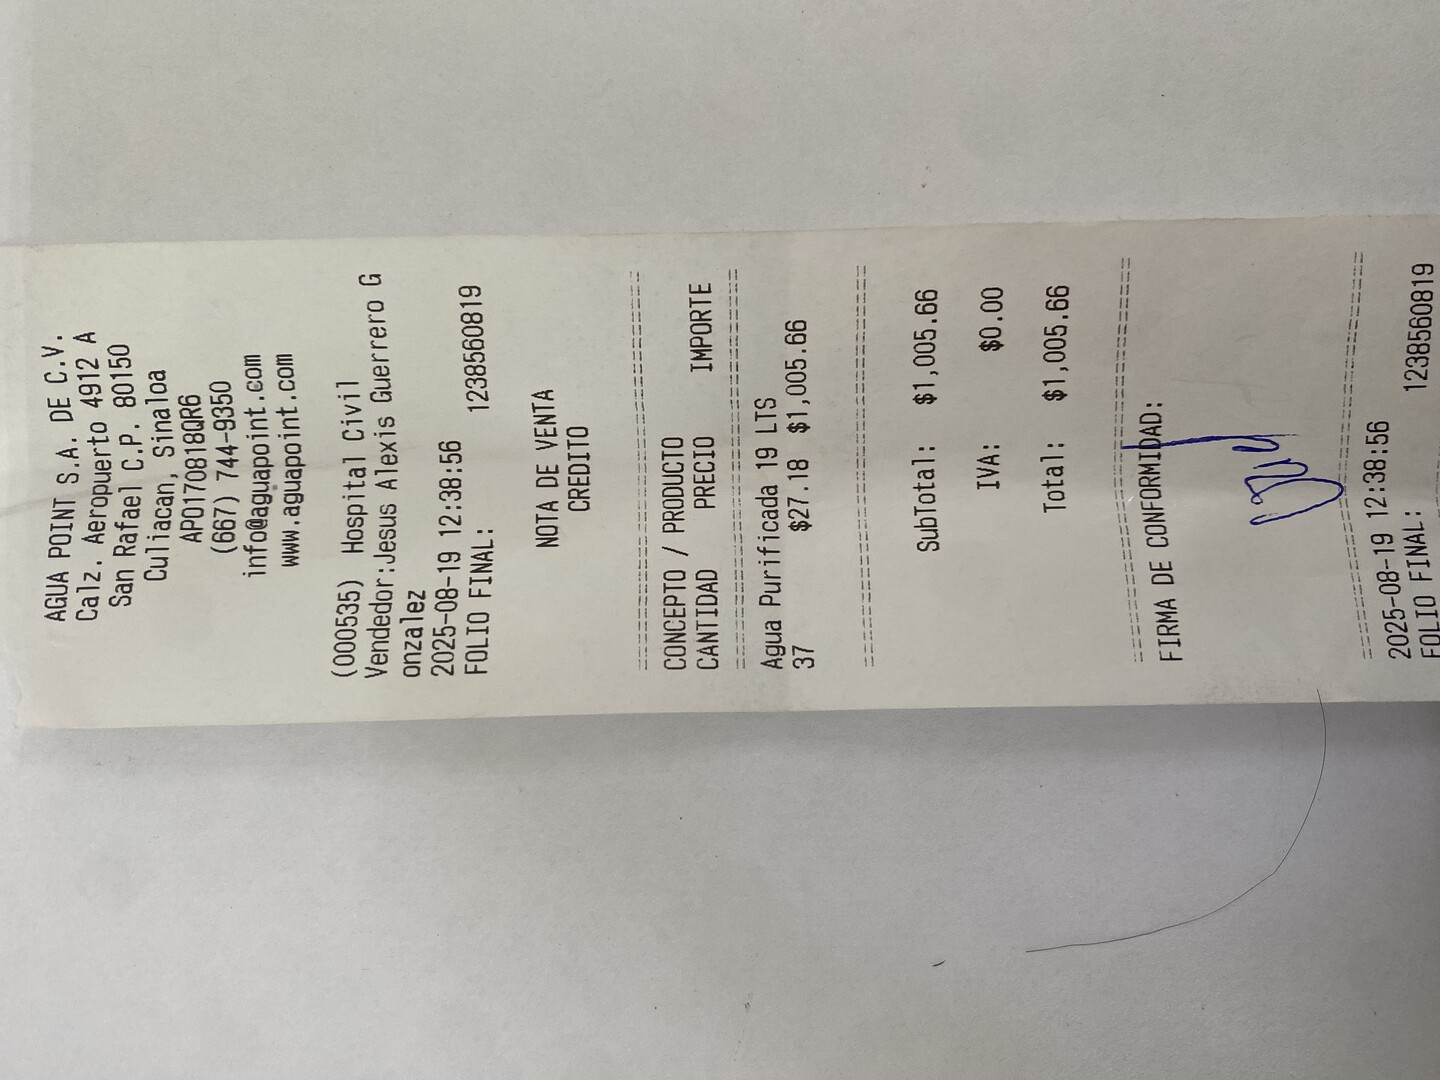 AGUA POINT S.A. DE C.V.
Calz. Aeropuerto 4912 A
San Rafael C.P. 80150
Culiacan, Sinaloa
APO170818QR6
(667) 744-9350
info@aguapoint.com
www.aguapoint.com
(000535) Hospital Civil
Vendedor:Jesus Alexis Guerrero G
onzalez
2025-08-19 12:38:56
FOLIO FINAL: 1238560819
NOTA DE VENTA
CREDITO
CONCEPTO / PRODUCTO
CANTIDAD PRECIO IMPORTE
Agua Purificada 19 LTS
37 $27.18 $1,005.66
SubTotal: $1,005.66
IVA: $0.00
Total: $1,005.66
FIRMA DE CONFORMIDAD:
2025-08-19 12:38:56
FOLIO FINAL: 1238560819